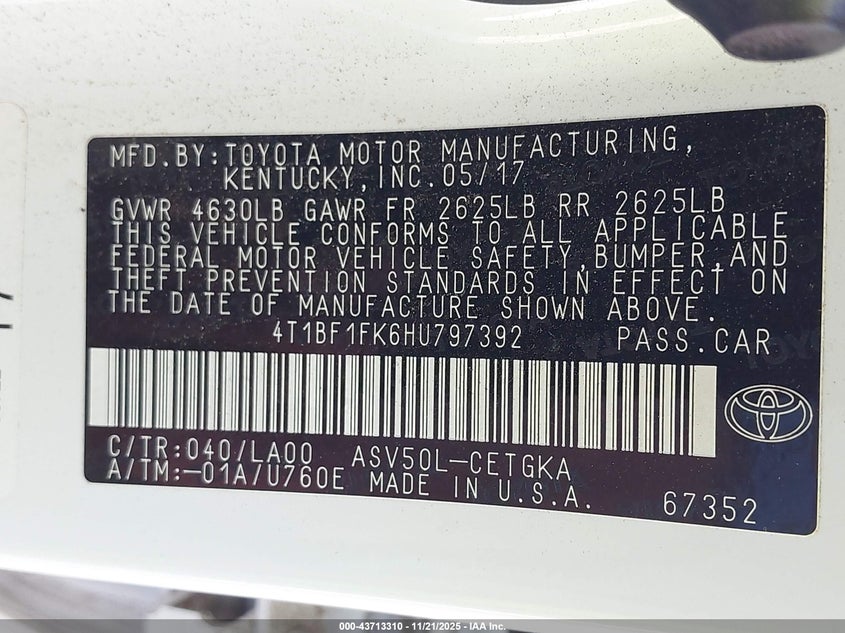 MFD.BY:TOYOTA MOTOR MANUFACTURING,
KENTUCKY,INC.05/17
GVWR 4630LB GAWR FR 2625LB RR 2625LB
THIS VEHICLE CONFORMS TO ALL APPLICABLE
FEDERAL MOTOR VEHICLE SAFETY,BUMPER,AND
THEFT PREVENTION STANDARDS IN EFFECT ON
THE DATE OF MANUFACTURE SHOWN ABOVE.
4T1BF1FK6HU797392 PASS.CAR
C/TR:040/LA00 ASV50L-CETGKA
A/TM:-01A/U760E MADE IN U.S.A.
67352
000-43713310 - 11/21/2025 - IAA Inc.